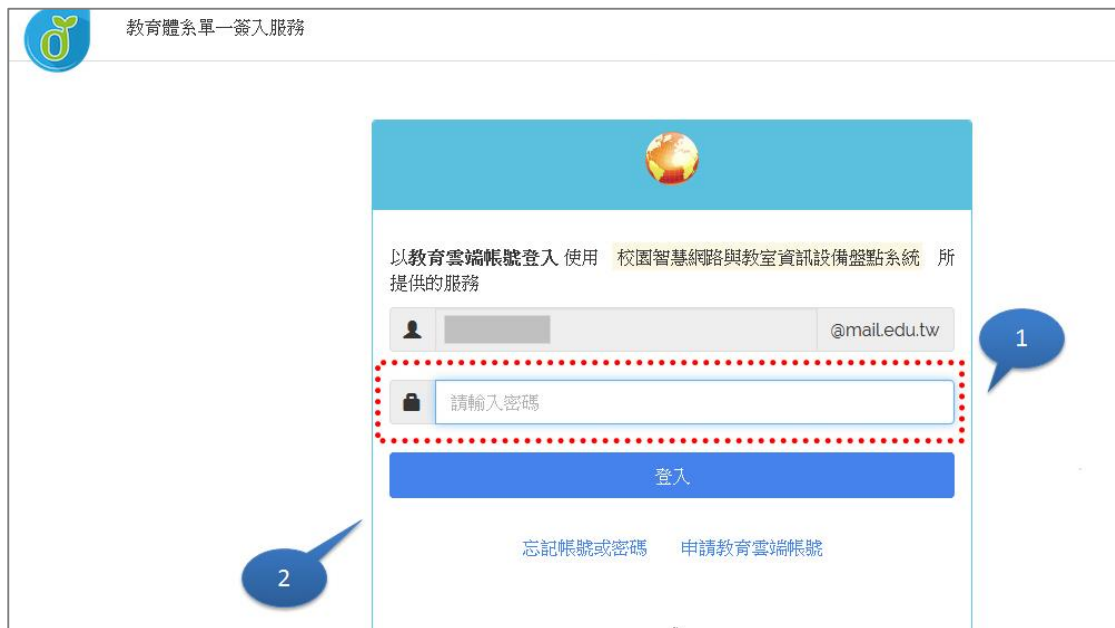 教育體系單一簽入服務
以教育雲端帳號登入 使用 校園智慧網路與教室資訊設備盤點系統 所
提供的服務
@mail.edu.tw
1
請輸入密碼
登入
忘記帳號或密碼 申請教育雲端帳號
2